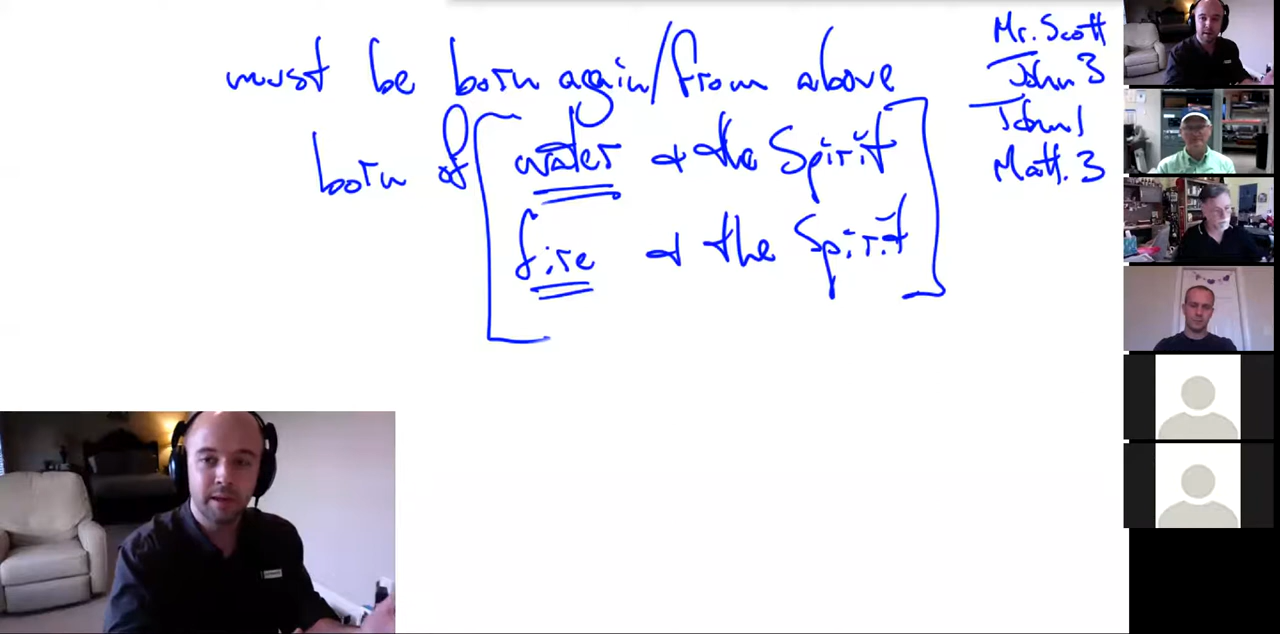 must be born again/from above
born of [ water & the Spirit ]
fire & the Spirit
Mr. Scott
John 3
John 1
Matt. 3